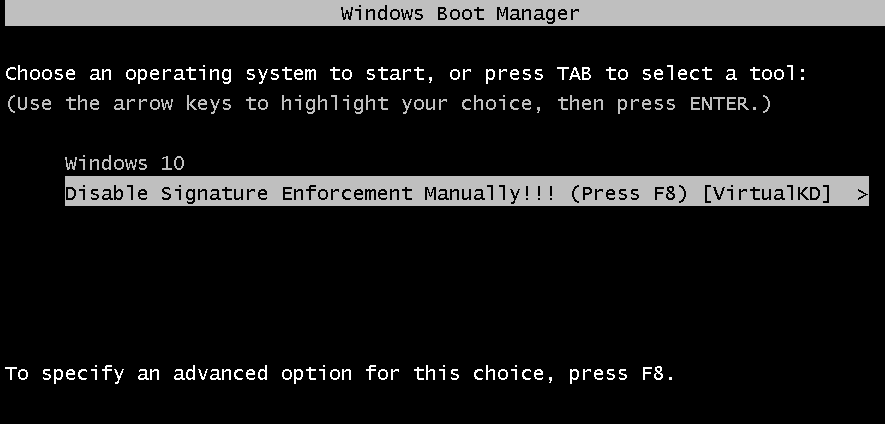 Windows Boot Manager
Choose an operating system to start, or press TAB to select a tool:
(Use the arrow keys to highlight your choice, then press ENTER.)
Windows 10
Disable Signature Enforcement Manually!!! (Press F8) [VirtualKD] >
To specify an advanced option for this choice, press F8.